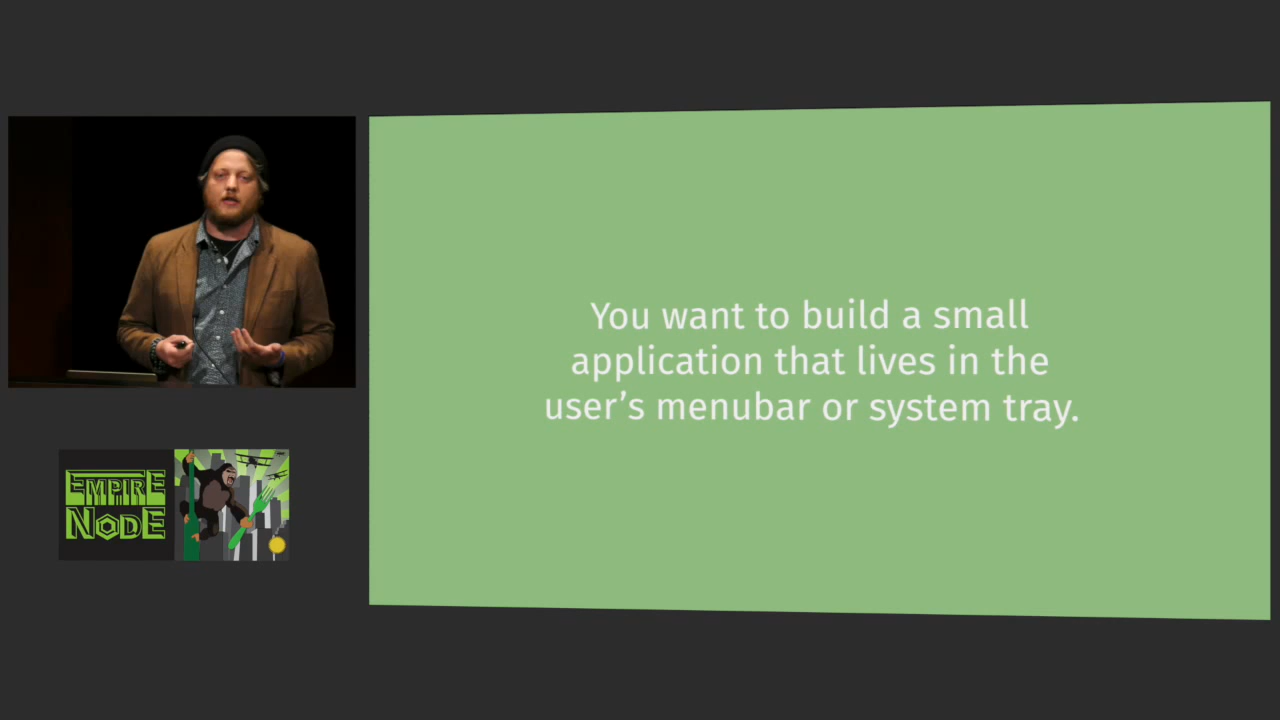 You want to build a small
application that lives in the
user’s menubar or system tray.
EMPIRE
NODE